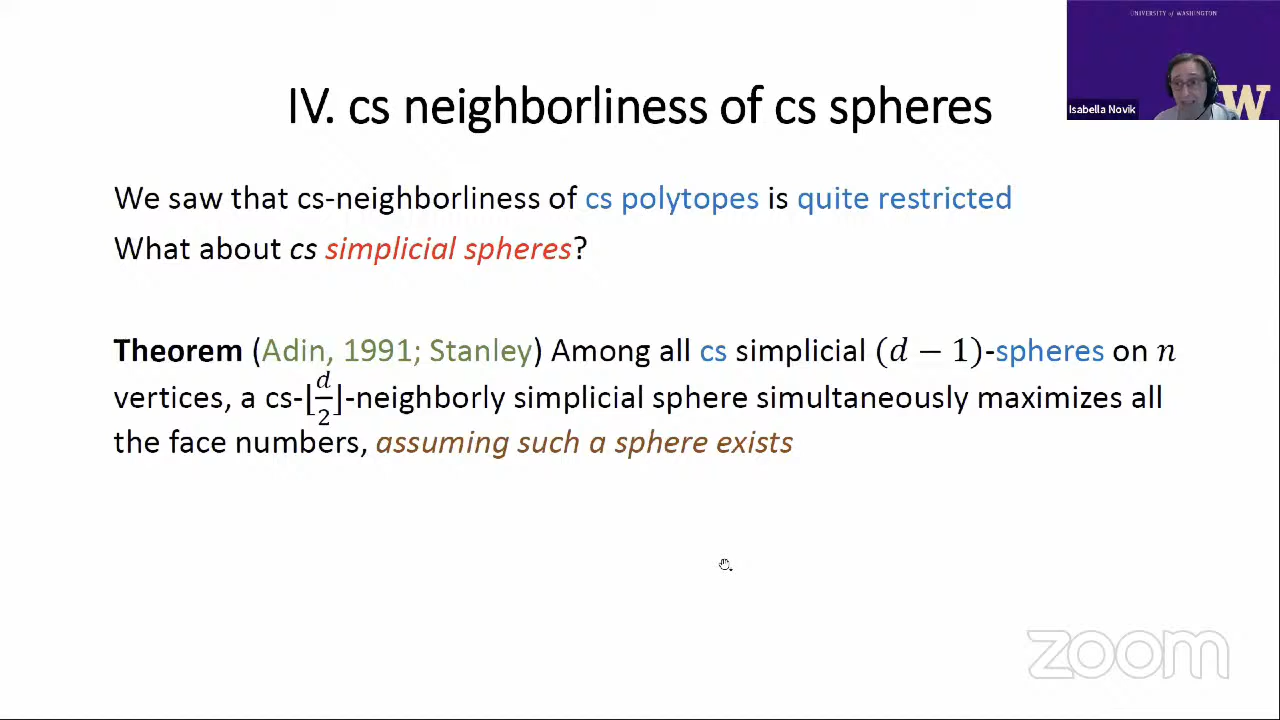 UNIVERSITY of WASHINGTON
Isabella Novik
W
IV. cs neighborliness of cs spheres
We saw that cs-neighborliness of cs polytopes is quite restricted
What about cs simplicial spheres?
Theorem (Adin, 1991; Stanley) Among all cs simplicial (d − 1)-spheres on n
vertices, a cs-⌊d/2⌋-neighborly simplicial sphere simultaneously maximizes all
the face numbers, assuming such a sphere exists
zoom